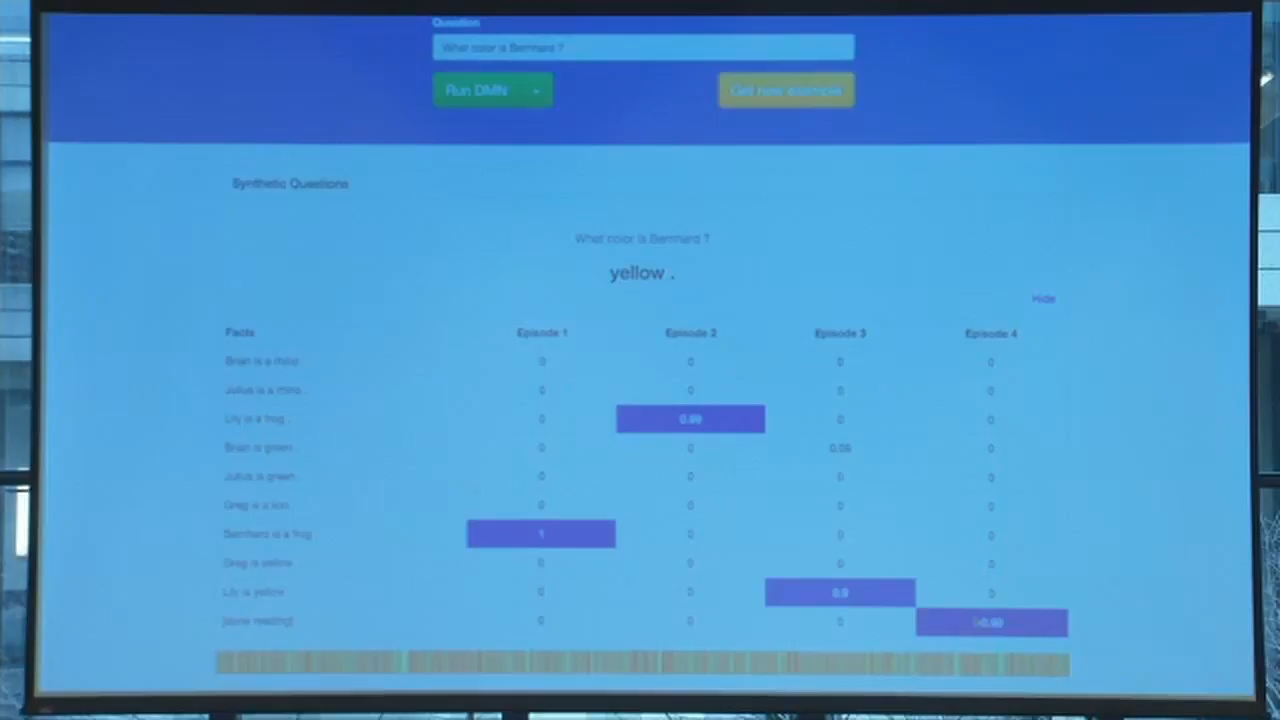 Question
What color is Bernhard ?
Run DMN
Get new example
Synthetic Questions
What color is Bernhard ?
yellow .
Hide
Facts Episode 1 Episode 2 Episode 3 Episode 4
Brian is a rhino . 0 0 0 0
Julius is a rhino . 0 0 0 0
Lily is a frog . 0 0.99 0 0
Brian is green . 0 0 0.05 0
Julius is green . 0 0 0 0
Greg is a lion . 0 0 0 0
Bernhard is a frog . 1 0 0 0
Greg is yellow . 0 0 0 0
Lily is yellow . 0 0 0.9 0
[done reading] 0 0 0